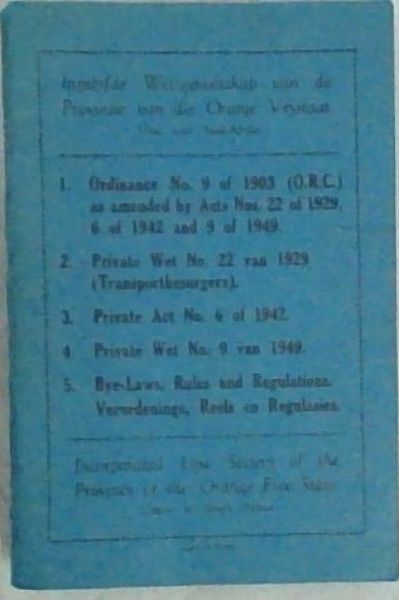 Ingelyfde Wetsgenootskap van die
Provinsie van die Oranje Vrystaat
1. Ordinance No. 9 of 1903 (O.R.C.)
as amended by Acts Nos. 22 of 1929,
6 of 1942 and 9 of 1949.
2. Private Wet No. 22 van 1929
(Transportbesorgers).
3. Private Act No. 6 of 1942.
4. Private Wet No. 9 van 1949.
5. Bye-Laws, Rules and Regulations.
Verordeninge, Reels en Regulasies.
Incorporated Law Society of the
Province of the Orange Free State